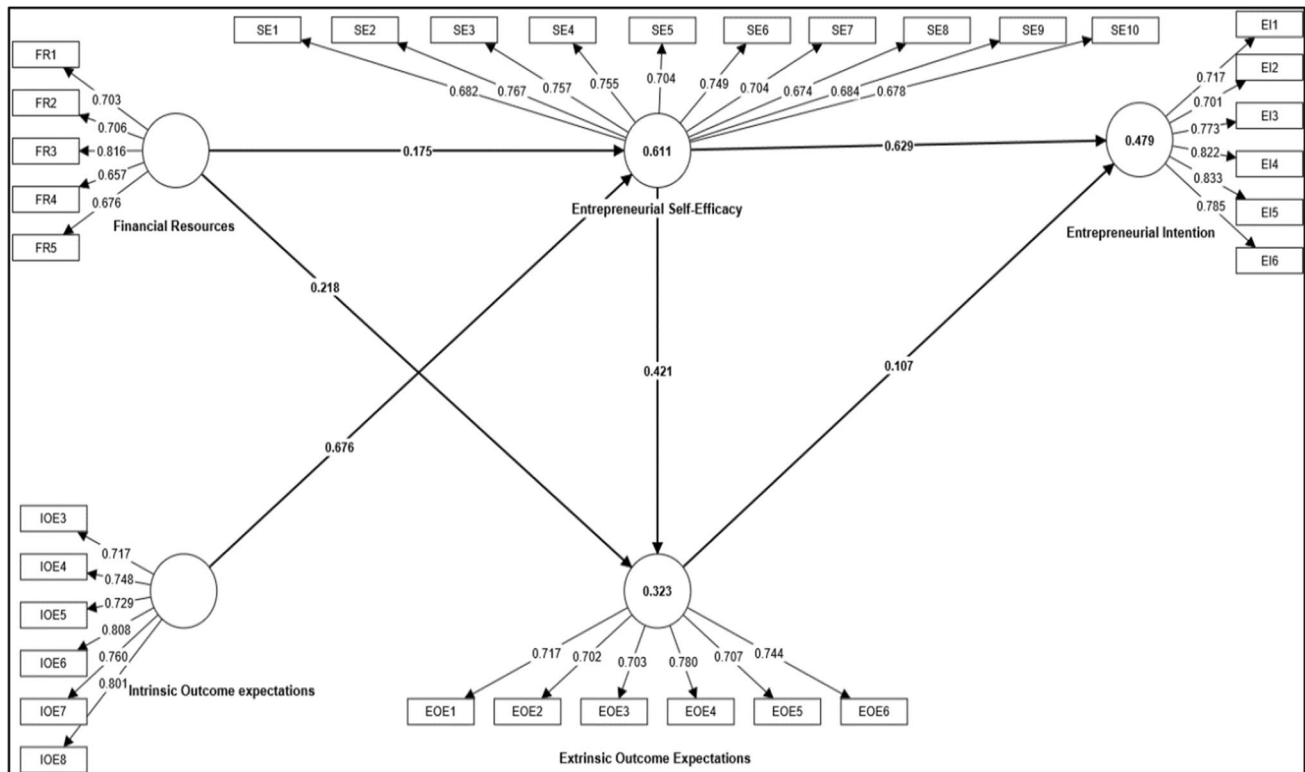 SE1 SE2 SE3 SE4 SE5 SE6 SE7 SE8 SE9 SE10
0.682 0.767 0.757 0.755 0.704 0.749 0.704 0.674 0.684 0.678
FR1
FR2
FR3
FR4
FR5
0.703
0.706
0.816
0.657
0.676
Financial Resources
0.175
0.611
Entrepreneurial Self-Efficacy
0.629
0.479
Entrepreneurial Intention
EI1
EI2
EI3
EI4
EI5
EI6
0.717
0.701
0.773
0.822
0.833
0.785
0.218
0.421
0.107
0.676
IOE3
IOE4
IOE5
IOE6
IOE7
IOE8
0.717
0.748
0.729
0.808
0.760
0.801
Intrinsic Outcome expectations
0.323
0.717 0.702 0.703 0.780 0.707 0.744
EOE1 EOE2 EOE3 EOE4 EOE5 EOE6
Extrinsic Outcome Expectations